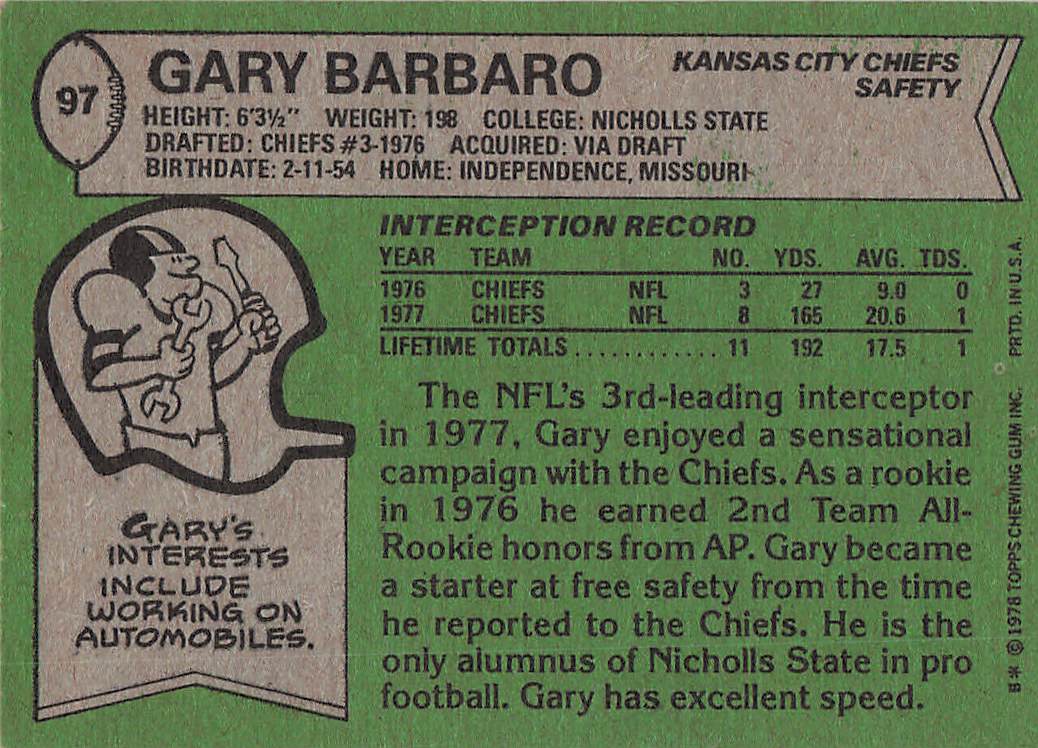 97
GARY BARBARO
KANSAS CITY CHIEFS
SAFETY
HEIGHT: 6'3½" WEIGHT: 198 COLLEGE: NICHOLLS STATE
DRAFTED: CHIEFS #3-1976 ACQUIRED: VIA DRAFT
BIRTHDATE: 2-11-54 HOME: INDEPENDENCE, MISSOURI
INTERCEPTION RECORD
YEAR TEAM NO. YDS. AVG. TDS.
1976 CHIEFS NFL 3 27 9.0 0
1977 CHIEFS NFL 8 165 20.6 1
LIFETIME TOTALS ............ 11 192 17.5 1
The NFL's 3rd-leading interceptor
in 1977, Gary enjoyed a sensational
campaign with the Chiefs. As a rookie
in 1976 he earned 2nd Team All-
Rookie honors from AP. Gary became
a starter at free safety from the time
he reported to the Chiefs. He is the
only alumnus of Nicholls State in pro
football. Gary has excellent speed.
GARY'S
INTERESTS
INCLUDE
WORKING ON
AUTOMOBILES.
B* © 1978 TOPPS CHEWING GUM INC. PRTD. IN U.S.A.